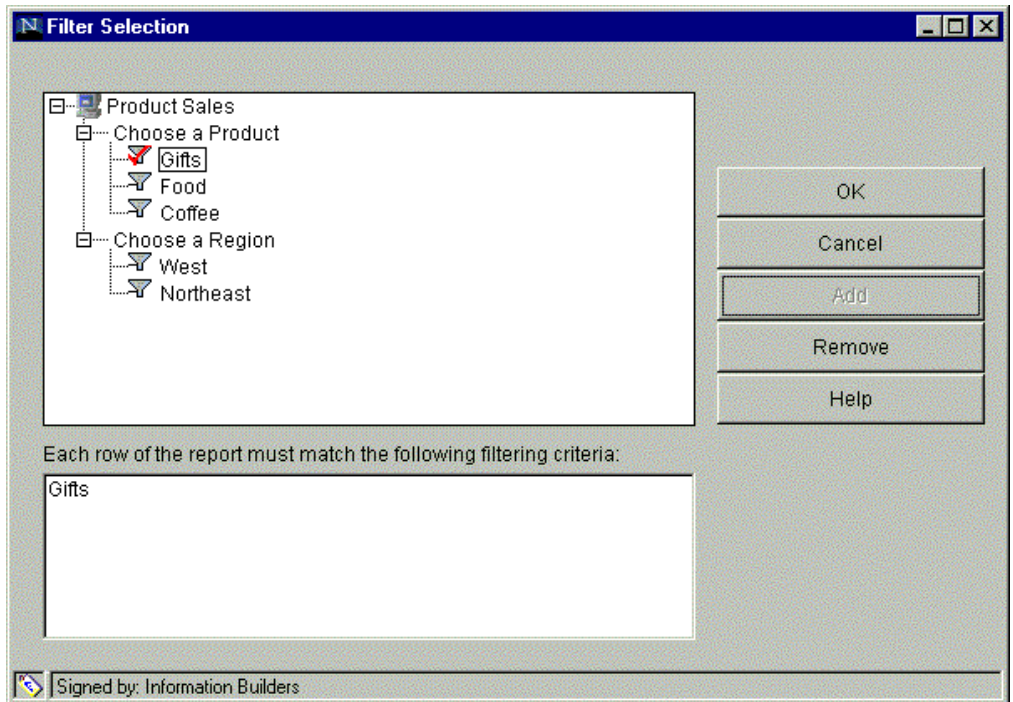 N Filter Selection
Product Sales
Choose a Product
Gifts
Food
Coffee
Choose a Region
West
Northeast
OK
Cancel
Add
Remove
Help
Each row of the report must match the following filtering criteria:
Gifts
Signed by: Information Builders